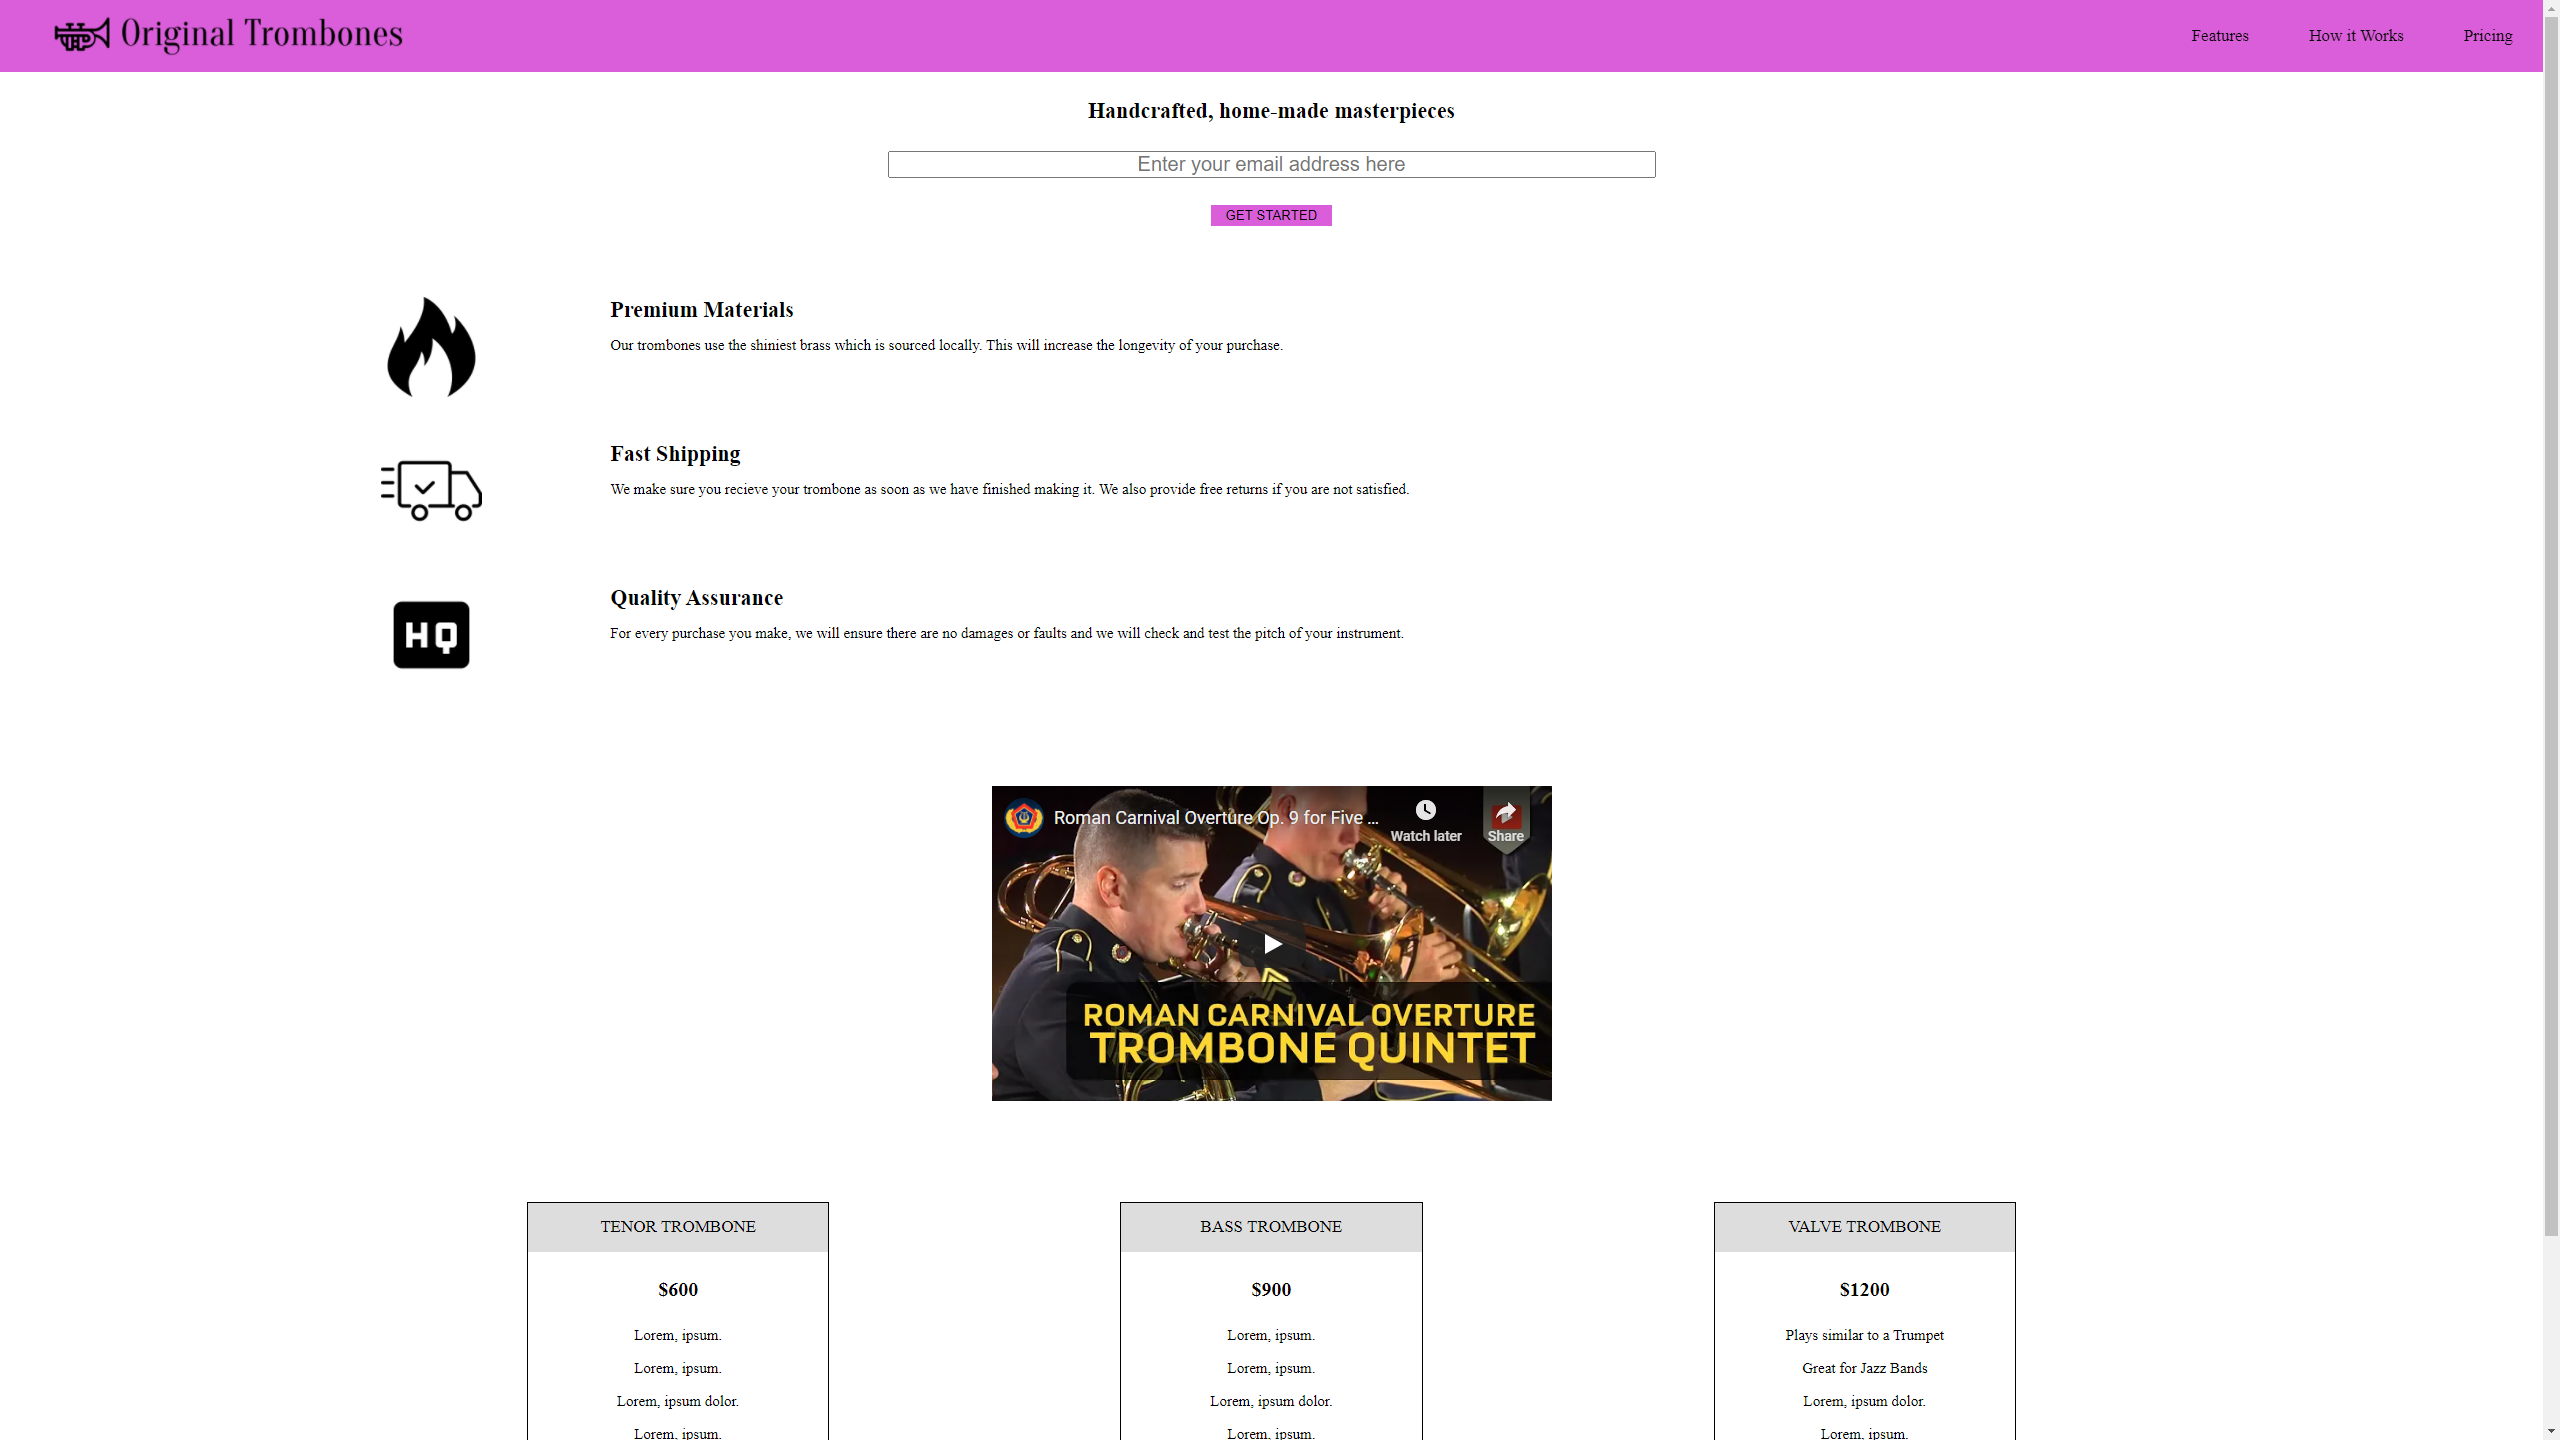 Original Trombones
Features
How it Works
Pricing
Handcrafted, home-made masterpieces
Enter your email address here
GET STARTED
Premium Materials
Our trombones use the shiniest brass which is sourced locally. This will increase the longevity of your purchase.
Fast Shipping
We make sure you recieve your trombone as soon as we have finished making it. We also provide free returns if you are not satisfied.
HQ
Quality Assurance
For every purchase you make, we will ensure there are no damages or faults and we will check and test the pitch of your instrument.
Roman Carnival Overture Op. 9 for Five ...
Watch later
Share
ROMAN CARNIVAL OVERTURE
TROMBONE QUINTET
TENOR TROMBONE
$600
Lorem, ipsum.
Lorem, ipsum.
Lorem, ipsum dolor.
Lorem, ipsum.
BASS TROMBONE
$900
Lorem, ipsum.
Lorem, ipsum.
Lorem, ipsum dolor.
Lorem, ipsum.
VALVE TROMBONE
$1200
Plays similar to a Trumpet
Great for Jazz Bands
Lorem, ipsum dolor.
Lorem, ipsum.